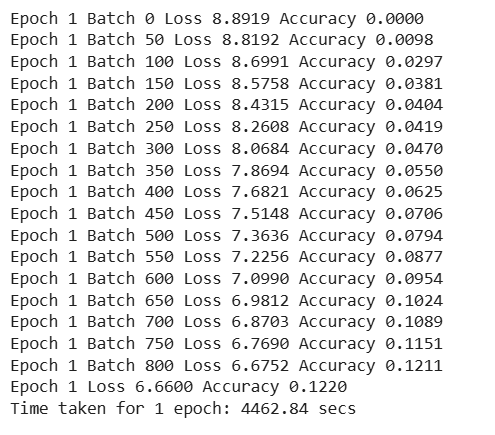 Epoch 1 Batch 0 Loss 8.8919 Accuracy 0.0000
Epoch 1 Batch 50 Loss 8.8192 Accuracy 0.0098
Epoch 1 Batch 100 Loss 8.6991 Accuracy 0.0297
Epoch 1 Batch 150 Loss 8.5758 Accuracy 0.0381
Epoch 1 Batch 200 Loss 8.4315 Accuracy 0.0404
Epoch 1 Batch 250 Loss 8.2608 Accuracy 0.0419
Epoch 1 Batch 300 Loss 8.0684 Accuracy 0.0470
Epoch 1 Batch 350 Loss 7.8694 Accuracy 0.0550
Epoch 1 Batch 400 Loss 7.6821 Accuracy 0.0625
Epoch 1 Batch 450 Loss 7.5148 Accuracy 0.0706
Epoch 1 Batch 500 Loss 7.3636 Accuracy 0.0794
Epoch 1 Batch 550 Loss 7.2256 Accuracy 0.0877
Epoch 1 Batch 600 Loss 7.0990 Accuracy 0.0954
Epoch 1 Batch 650 Loss 6.9812 Accuracy 0.1024
Epoch 1 Batch 700 Loss 6.8703 Accuracy 0.1089
Epoch 1 Batch 750 Loss 6.7690 Accuracy 0.1151
Epoch 1 Batch 800 Loss 6.6752 Accuracy 0.1211
Epoch 1 Loss 6.6600 Accuracy 0.1220
Time taken for 1 epoch: 4462.84 secs